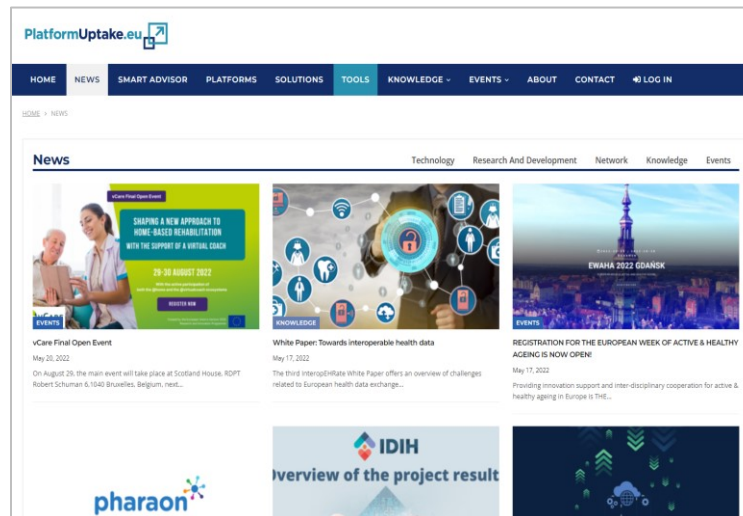 PlatformUptake.eu
HOME NEWS SMART ADVISOR PLATFORMS SOLUTIONS TOOLS KNOWLEDGE EVENTS ABOUT CONTACT LOG IN
HOME > NEWS
News
Technology Research And Development Network Knowledge Events
vCare Final Open Event
SHAPING A NEW APPROACH TO
HOME-BASED REHABILITATION
WITH THE SUPPORT OF A VIRTUAL COACH
29-30 AUGUST 2022
REGISTER NOW
EVENTS
vCare Final Open Event
May 20, 2022
On August 29, the main event will take place at Scotland House. RDPT
Robert Schuman 6,1040 Bruxelles, Belgium, next...
KNOWLEDGE
White Paper: Towards interoperable health data
May 17, 2022
The third InteropEHRate White Paper offers an overview of challenges
related to European health data exchange...
EWAHA 2022 GDAŃSK
EVENTS
REGISTRATION FOR THE EUROPEAN WEEK OF ACTIVE & HEALTHY
AGEING IS NOW OPEN!
May 17, 2022
Providing innovation support and inter-disciplinary cooperation for active &
healthy ageing in Europe is THE...
pharaon
IDIH
Overview of the project result